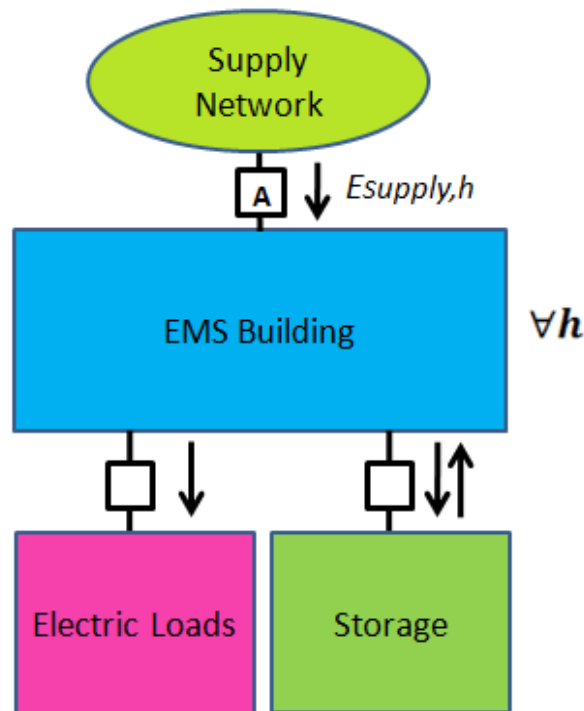 Supply
Network
A
Esupply,h
EMS Building
∀h
Electric Loads
Storage